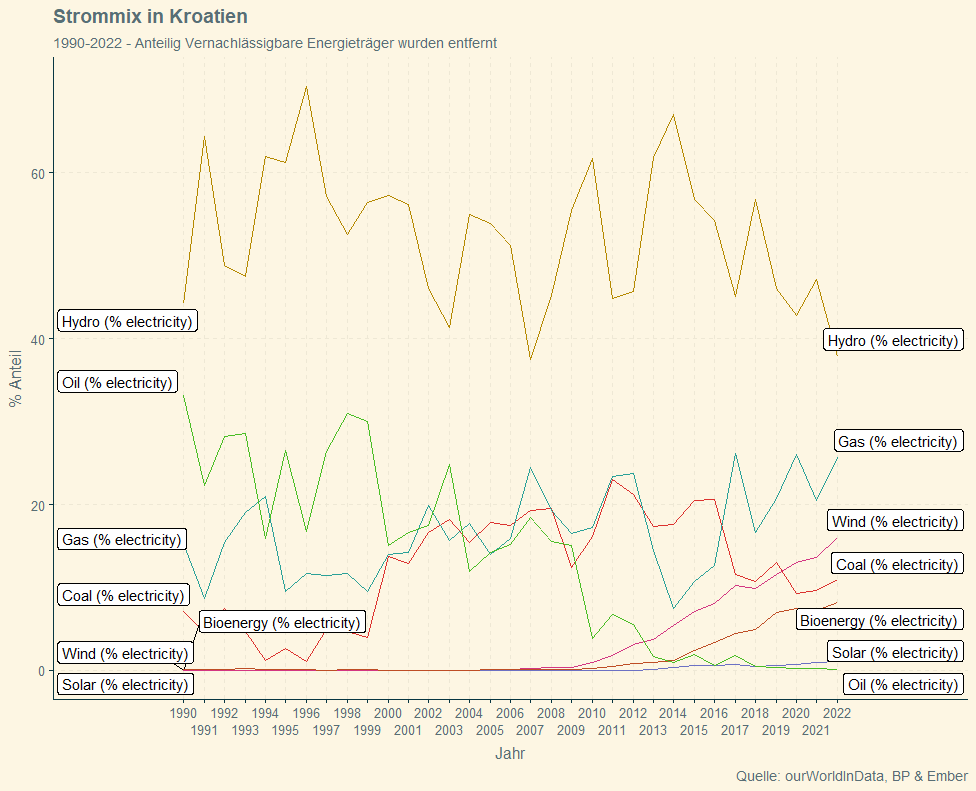 Strommix in Kroatien
1990-2022 - Anteilig Vernachlässigbare Energieträger wurden entfernt
% Anteil
60
40
20
0
Hydro (% electricity)
Oil (% electricity)
Gas (% electricity)
Coal (% electricity)
Bioenergy (% electricity)
Wind (% electricity)
Solar (% electricity)
Hydro (% electricity)
Gas (% electricity)
Wind (% electricity)
Coal (% electricity)
Bioenergy (% electricity)
Solar (% electricity)
Oil (% electricity)
1990 1992 1994 1996 1998 2000 2002 2004 2006 2008 2010 2012 2014 2016 2018 2020 2022
1991 1993 1995 1997 1999 2001 2003 2005 2007 2009 2011 2013 2015 2017 2019 2021
Jahr
Quelle: ourWorldInData, BP & Ember